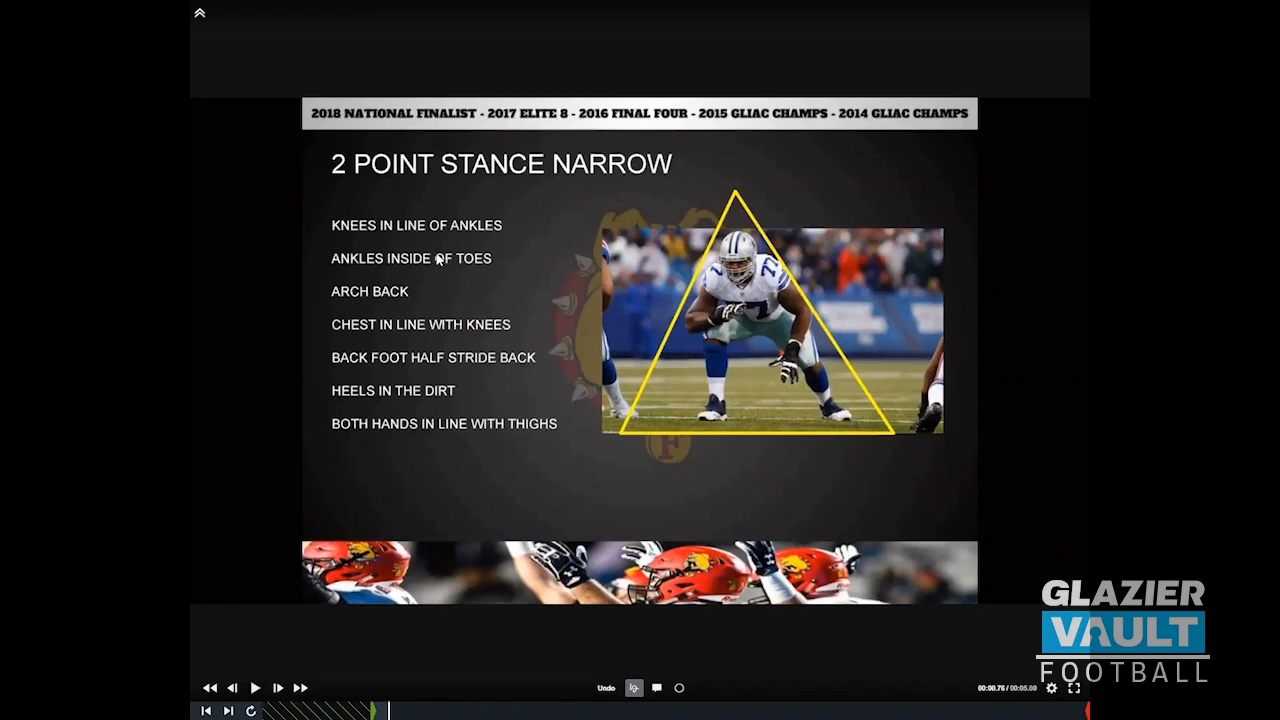 2018 NATIONAL FINALIST - 2017 ELITE 8 - 2016 FINAL FOUR - 2015 GLIAC CHAMPS - 2014 GLIAC CHAMPS
2 POINT STANCE NARROW
KNEES IN LINE OF ANKLES
ANKLES INSIDE OF TOES
ARCH BACK
CHEST IN LINE WITH KNEES
BACK FOOT HALF STRIDE BACK
HEELS IN THE DIRT
BOTH HANDS IN LINE WITH THIGHS
77
7
F
GLAZIER
VAULT
FOOTBALL
Undo